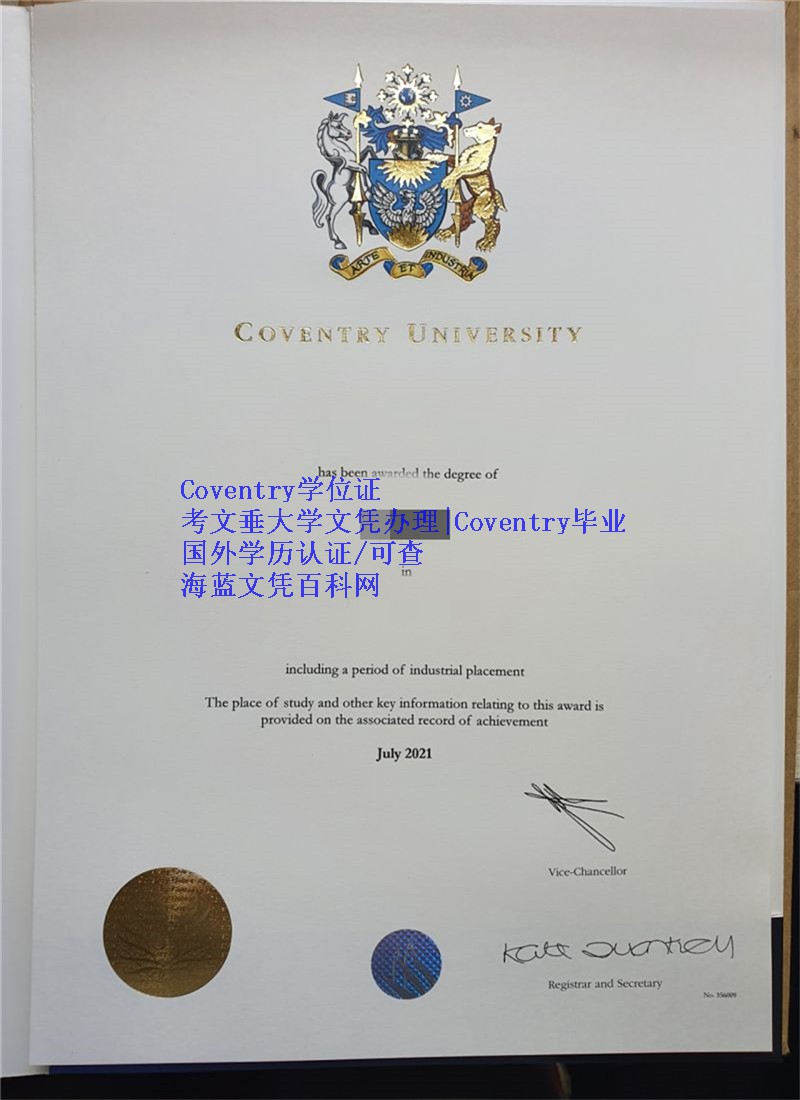 ARTE ET INDUSTRIA
COVENTRY UNIVERSITY
has been awarded the degree of
Coventry学位证
考文垂大学文凭办理|Coventry毕业
国外学历认证/可查
in
海蓝文凭百科网
including a period of industrial placement
The place of study and other key information relating to this award is
provided on the associated record of achievement
July 2021
Vice-Chancellor
Registrar and Secretary
No. 356009